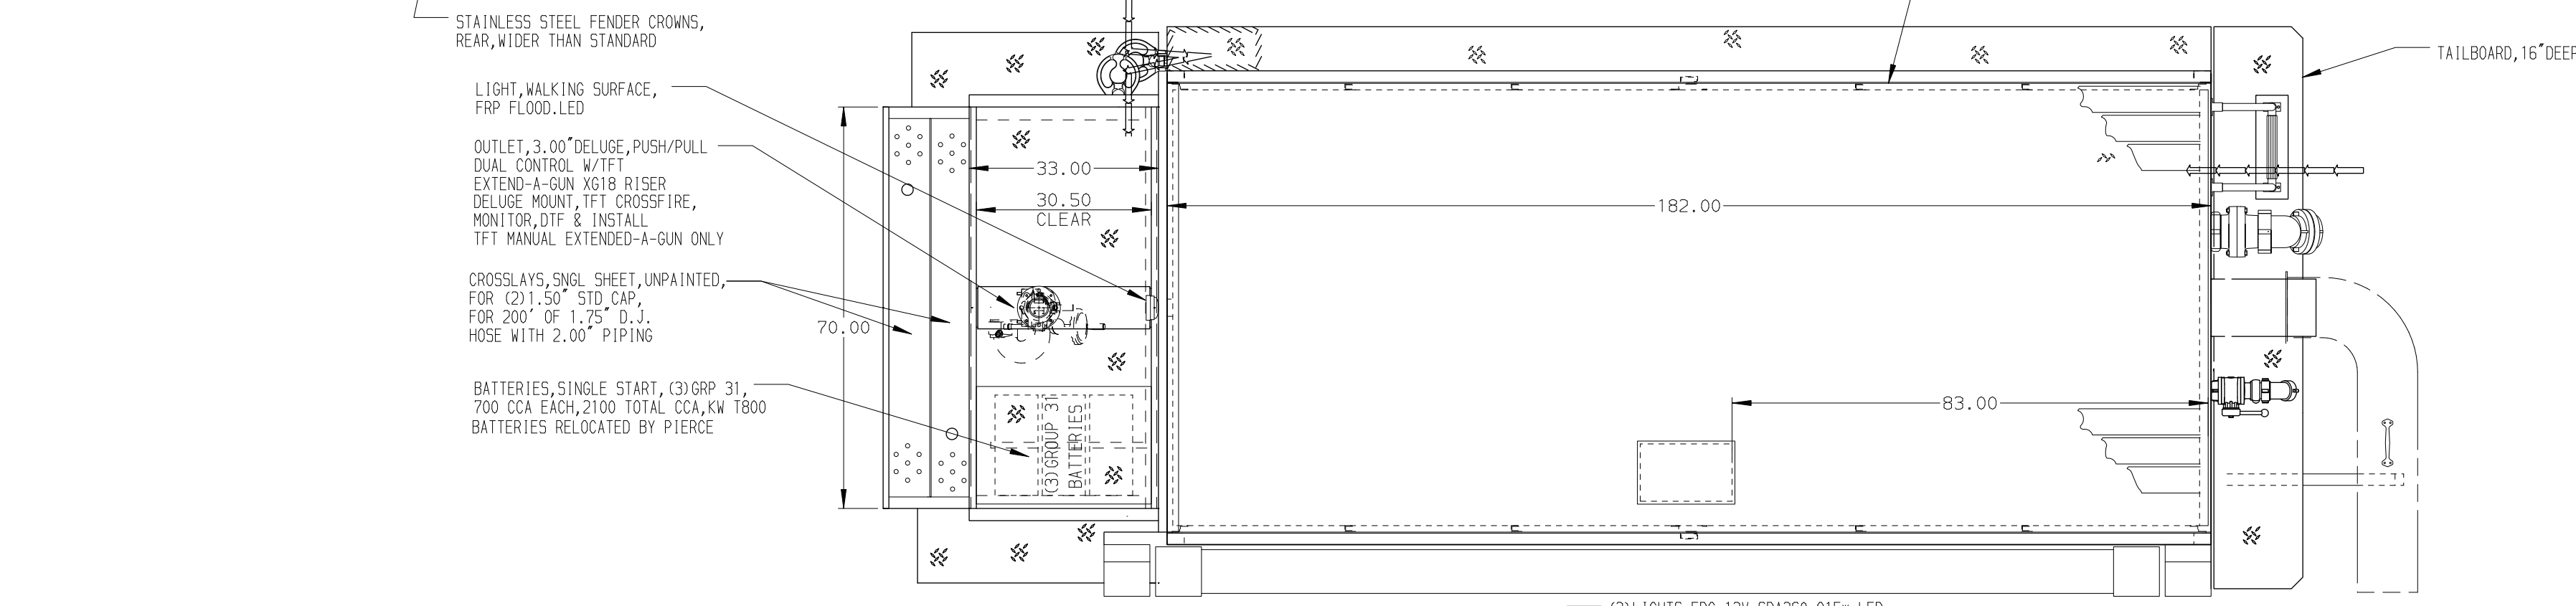 STAINLESS STEEL FENDER CROWNS,
REAR,WIDER THAN STANDARD
TAILBOARD,16"DEEP
LIGHT,WALKING SURFACE,
FRP FLOOD.LED
OUTLET,3.00"DELUGE,PUSH/PULL
DUAL CONTROL W/TFT
EXTEND-A-GUN XG18 RISER
DELUGE MOUNT,TFT CROSSFIRE,
MONITOR,DTF & INSTALL
TFT MANUAL EXTENDED-A-GUN ONLY
CROSSLAYS,SNGL SHEET,UNPAINTED,
FOR (2)1.50" STD CAP,
FOR 200' OF 1.75" D.J.
HOSE WITH 2.00" PIPING
BATTERIES,SINGLE START,(3)GRP 31,
700 CCA EACH,2100 TOTAL CCA,KW T800
BATTERIES RELOCATED BY PIERCE
33.00
30.50
CLEAR
182.00
70.00
83.00
(3)GROUP 31
BATTERIES